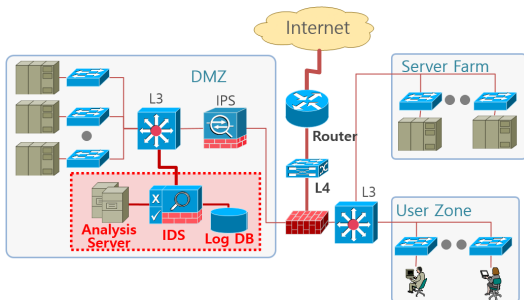 Internet
DMZ
Server Farm
L3
IPS
Router
L4
L3
User Zone
Analysis
Server
IDS
Log DB